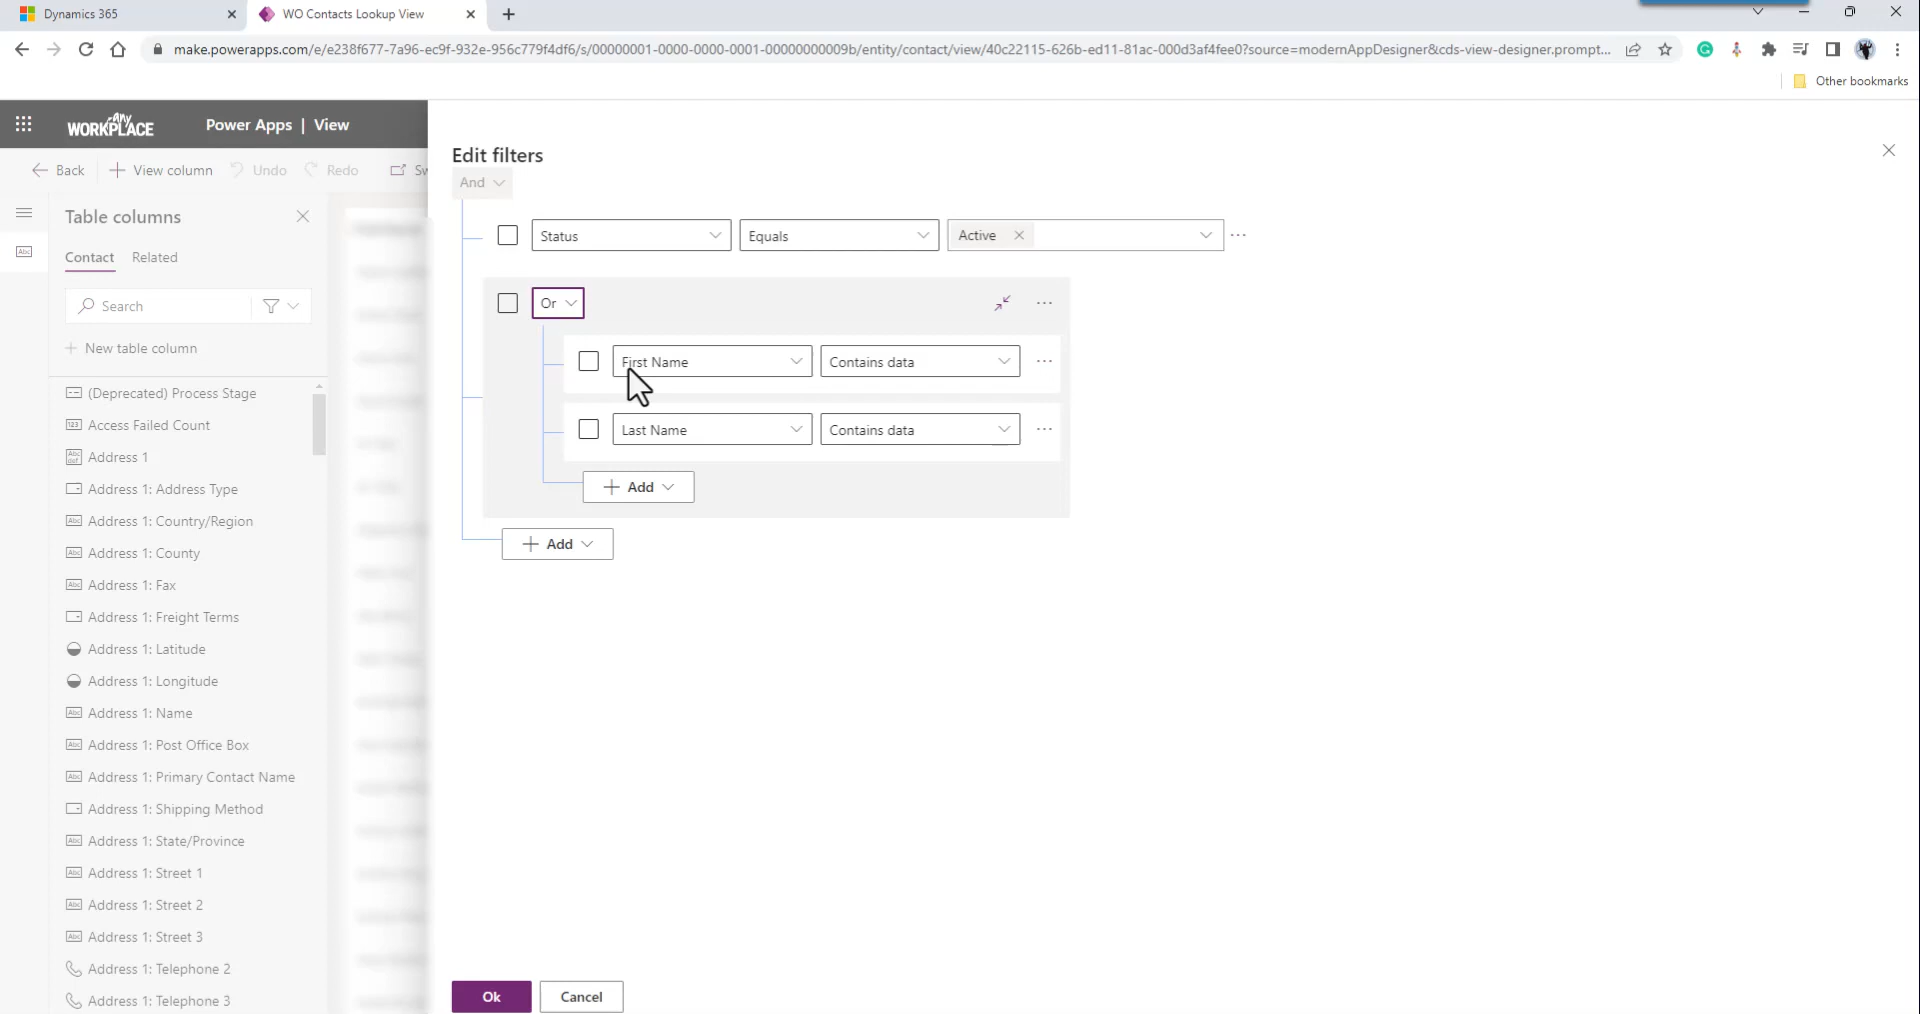 Dynamics 365
WO Contacts Lookup View
make.powerapps.com/e/e238f677-7a96-ec9f-932e-956c779f4df6/s/00000001-0000-0000-0001-00000000009b/entity/contact/view/40c22115-626b-ed11-81ac-000d3af4fee0?source=modernAppDesigner&cds-view-designer.prompt...
Other bookmarks
any
WORKPLACE
Power Apps | View
Back
View column
Undo
Redo
Sw
Edit filters
And
Table columns
Contact
Related
Search
New table column
(Deprecated) Process Stage
Access Failed Count
Address 1
Address 1: Address Type
Address 1: Country/Region
Address 1: County
Address 1: Fax
Address 1: Freight Terms
Address 1: Latitude
Address 1: Longitude
Address 1: Name
Address 1: Post Office Box
Address 1: Primary Contact Name
Address 1: Shipping Method
Address 1: State/Province
Address 1: Street 1
Address 1: Street 2
Address 1: Street 3
Address 1: Telephone 2
Address 1: Telephone 3
Status
Equals
Active
Or
First Name
Contains data
Last Name
Contains data
Add
Add
Ok
Cancel